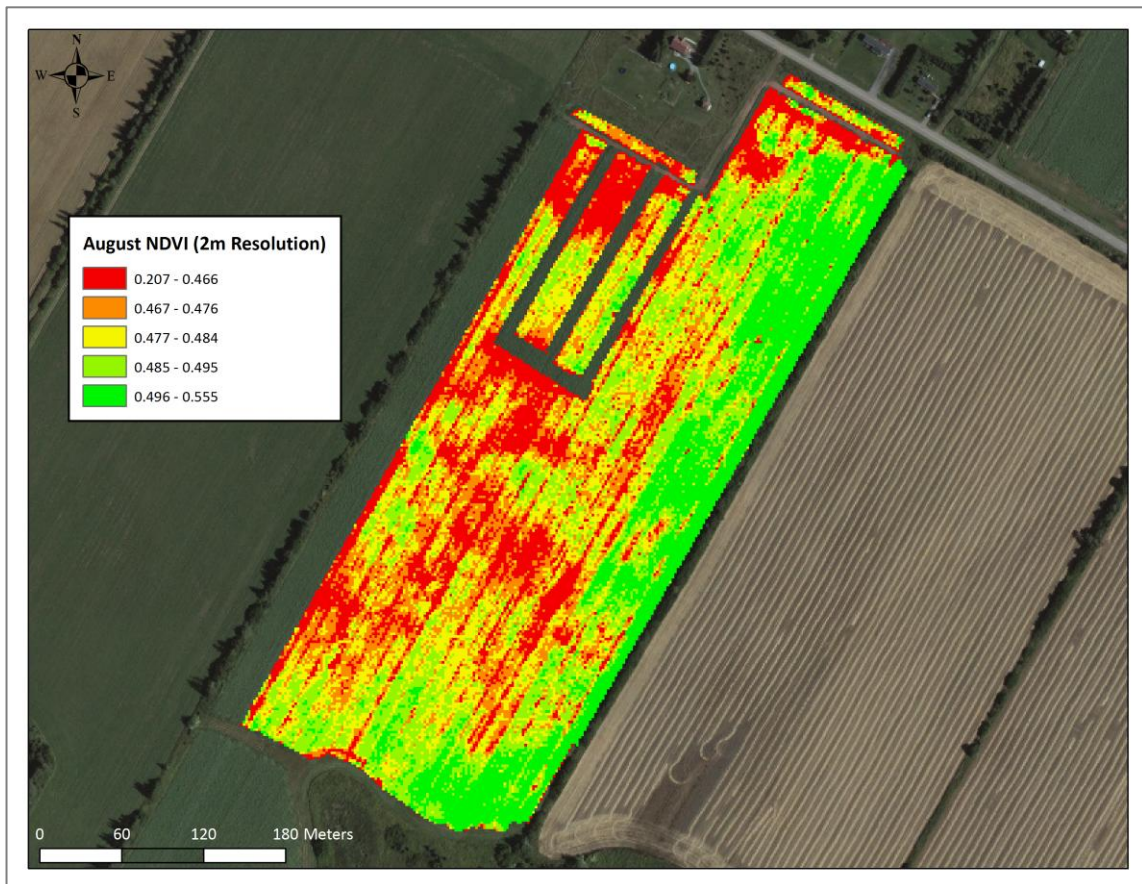 N
W E
S
August NDVI (2m Resolution)
0.207 - 0.466
0.467 - 0.476
0.477 - 0.484
0.485 - 0.495
0.496 - 0.555
0 60 120 180 Meters